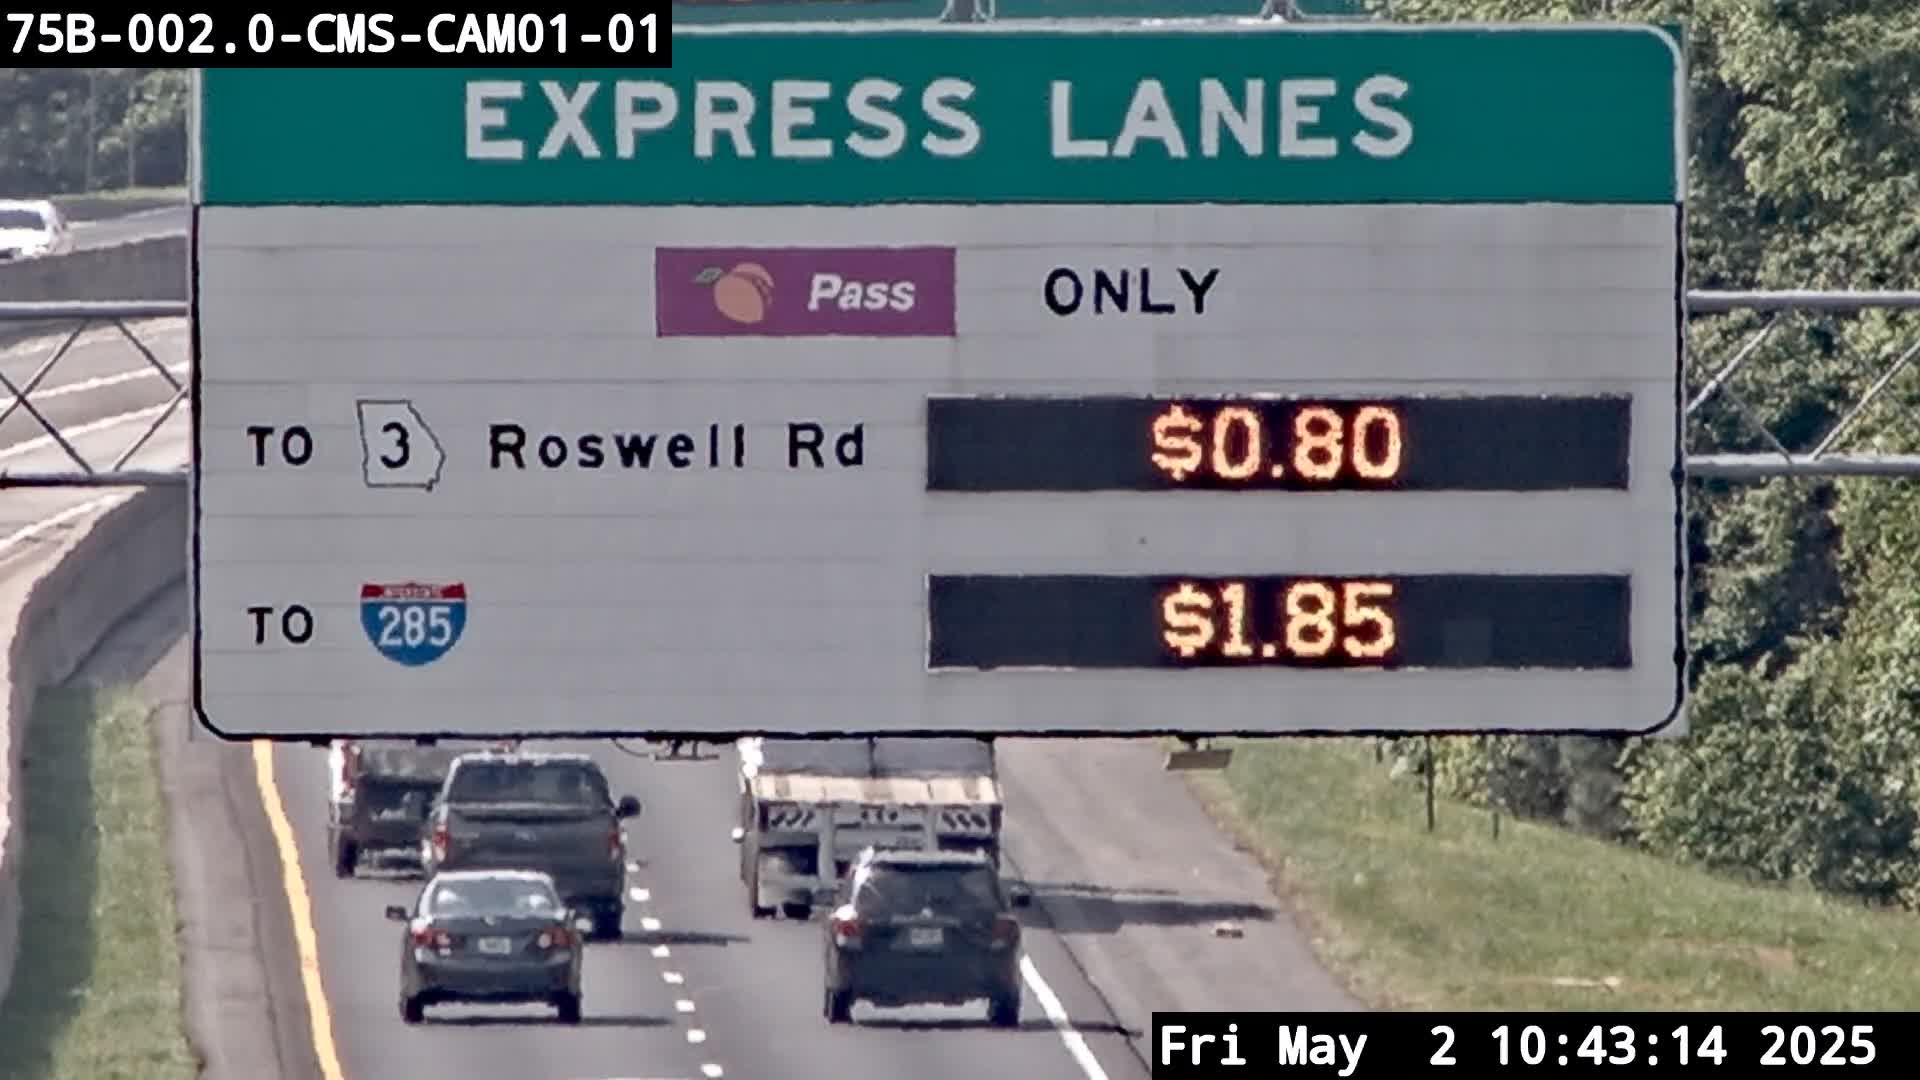 75B-002.0-CMS-CAM01-01
EXPRESS LANES
Pass ONLY
TO 3 Roswell Rd $0.80
TO INTERSTATE 285 $1.85
Fri May 2 10:43:14 2025